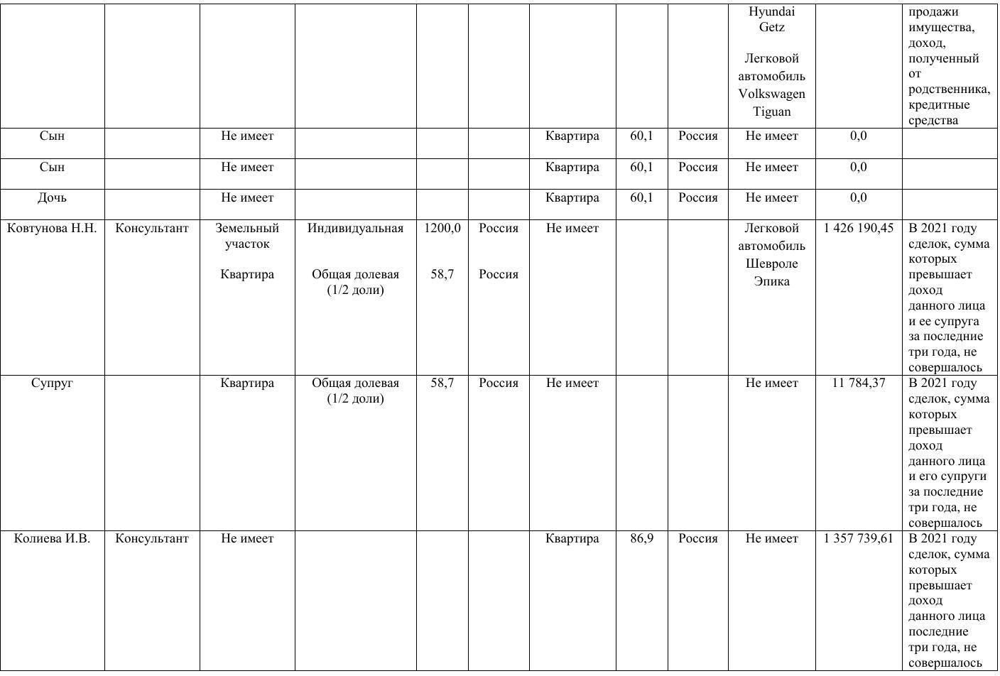 Hyundai
Getz
Легковой
автомобиль
Volkswagen
Tiguan
продажи
имущества,
доход,
полученный
от
родственника,
кредитные
средства
Сын Не имеет Квартира 60,1 Россия Не имеет 0,0
Сын Не имеет Квартира 60,1 Россия Не имеет 0,0
Дочь Не имеет Квартира 60,1 Россия Не имеет 0,0
Ковтунова Н.Н.
Консультант
Земельный
участок
Квартира
Индивидуальная
Общая долевая
(1/2 доли)
1200,0
58,7
Россия
Россия
Не имеет
Легковой
автомобиль
Шевроле
Эпика
1 426 190,45
В 2021 году
сделок, сумма
которых
превышает
доход
данного лица
и ее супруга
за последние
три года, не
совершалось
Супруг
Квартира
Общая долевая
(1/2 доли)
58,7
Россия
Не имеет
Не имеет
11 784,37
В 2021 году
сделок, сумма
которых
превышает
доход
данного лица
и его супруги
за последние
три года, не
совершалось
Колиева И.В.
Консультант
Не имеет
Квартира
86,9
Россия
Не имеет
1 357 739,61
В 2021 году
сделок, сумма
которых
превышает
доход
данного лица
последние
три года, не
совершалось